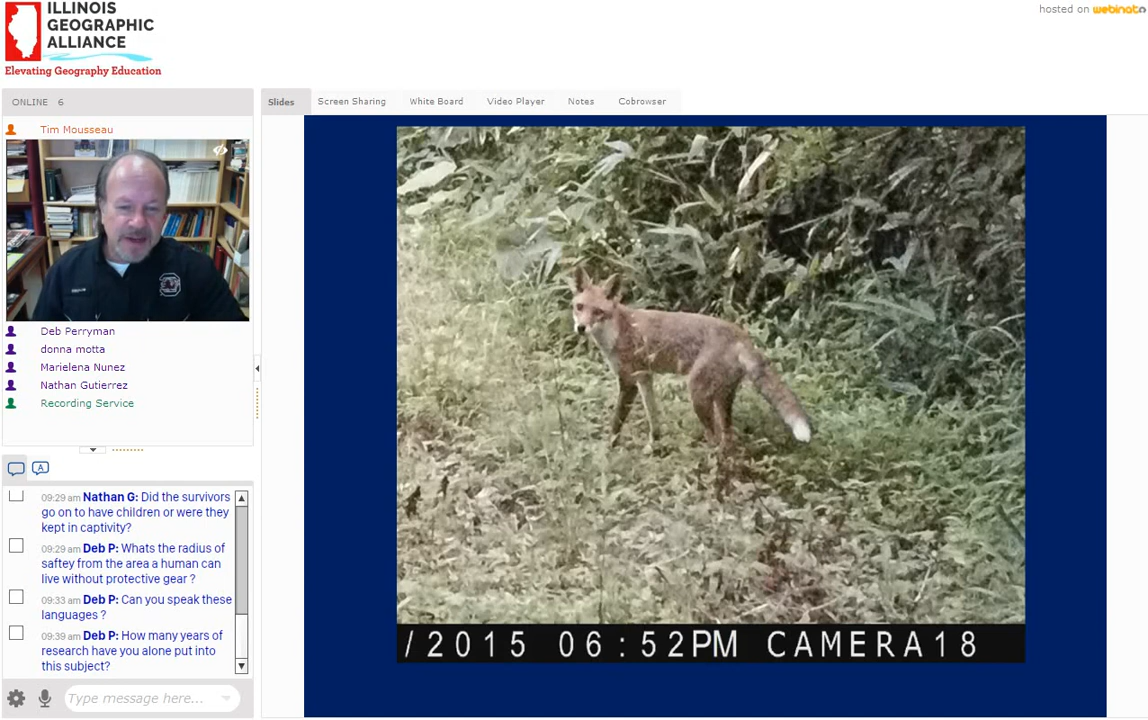 ILLINOIS
GEOGRAPHIC
ALLIANCE
Elevating Geography Education
hosted on webinato
ONLINE 6
Slides
Screen Sharing
White Board
Video Player
Notes
Cobrowser
Tim Mousseau
Deb Perryman
donna motta
Marielena Nunez
Nathan Gutierrez
Recording Service
A
09:29 am Nathan G: Did the survivors
go on to have children or were they
kept in captivity?
09:29 am Deb P: Whats the radius of
saftey from the area a human can
live without protective gear ?
09:33 am Deb P: Can you speak these
languages ?
09:39 am Deb P: How many years of
research have you alone put into
this subject?
Type message here...
/2015 06:52PM CAMERA18